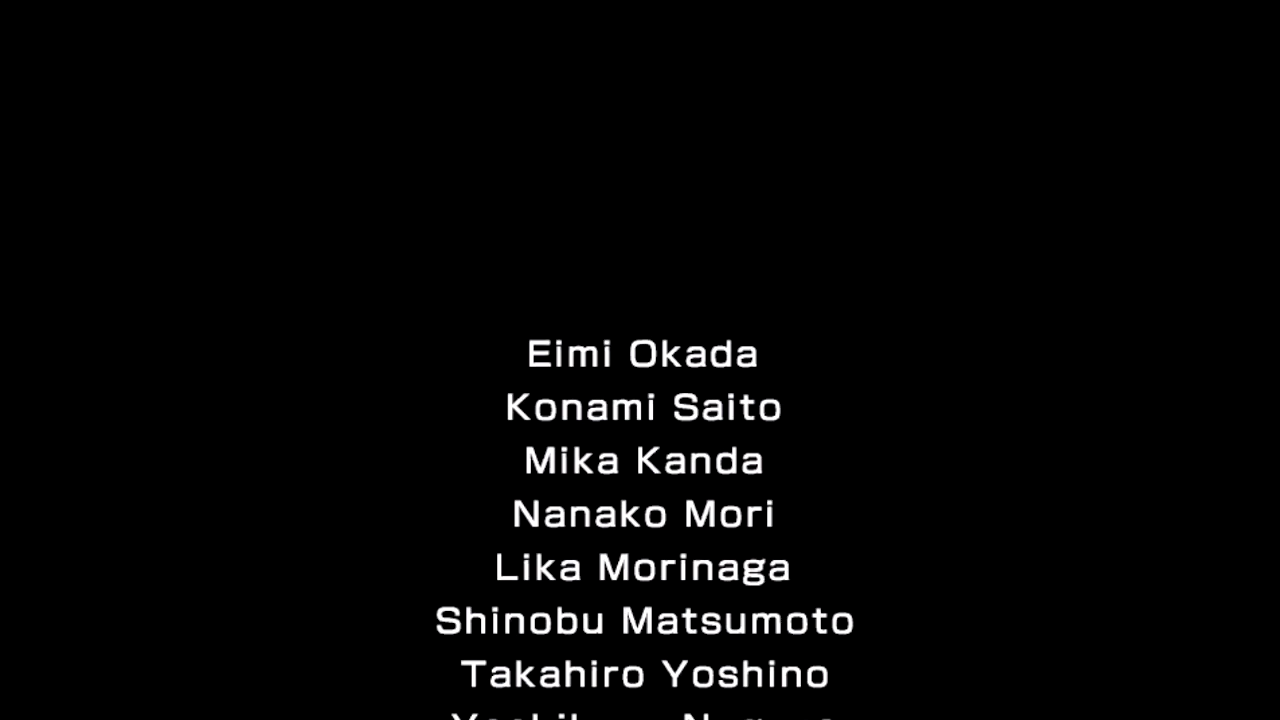 Eimi Okada
Konami Saito
Mika Kanda
Nanako Mori
Lika Morinaga
Shinobu Matsumoto
Takahiro Yoshino